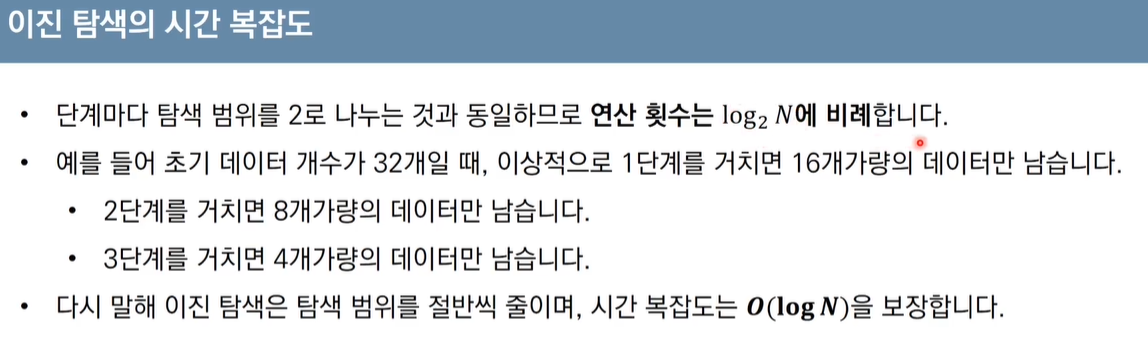 이진 탐색의 시간 복잡도
• 단계마다 탐색 범위를 2로 나누는 것과 동일하므로 연산 횟수는 log₂ N에 비례합니다.
• 예를 들어 초기 데이터 개수가 32개일 때, 이상적으로 1단계를 거치면 16개가량의 데이터만 남습니다.
• 2단계를 거치면 8개가량의 데이터만 남습니다.
• 3단계를 거치면 4개가량의 데이터만 남습니다.
• 다시 말해 이진 탐색은 탐색 범위를 절반씩 줄이며, 시간 복잡도는 O(log N)을 보장합니다.